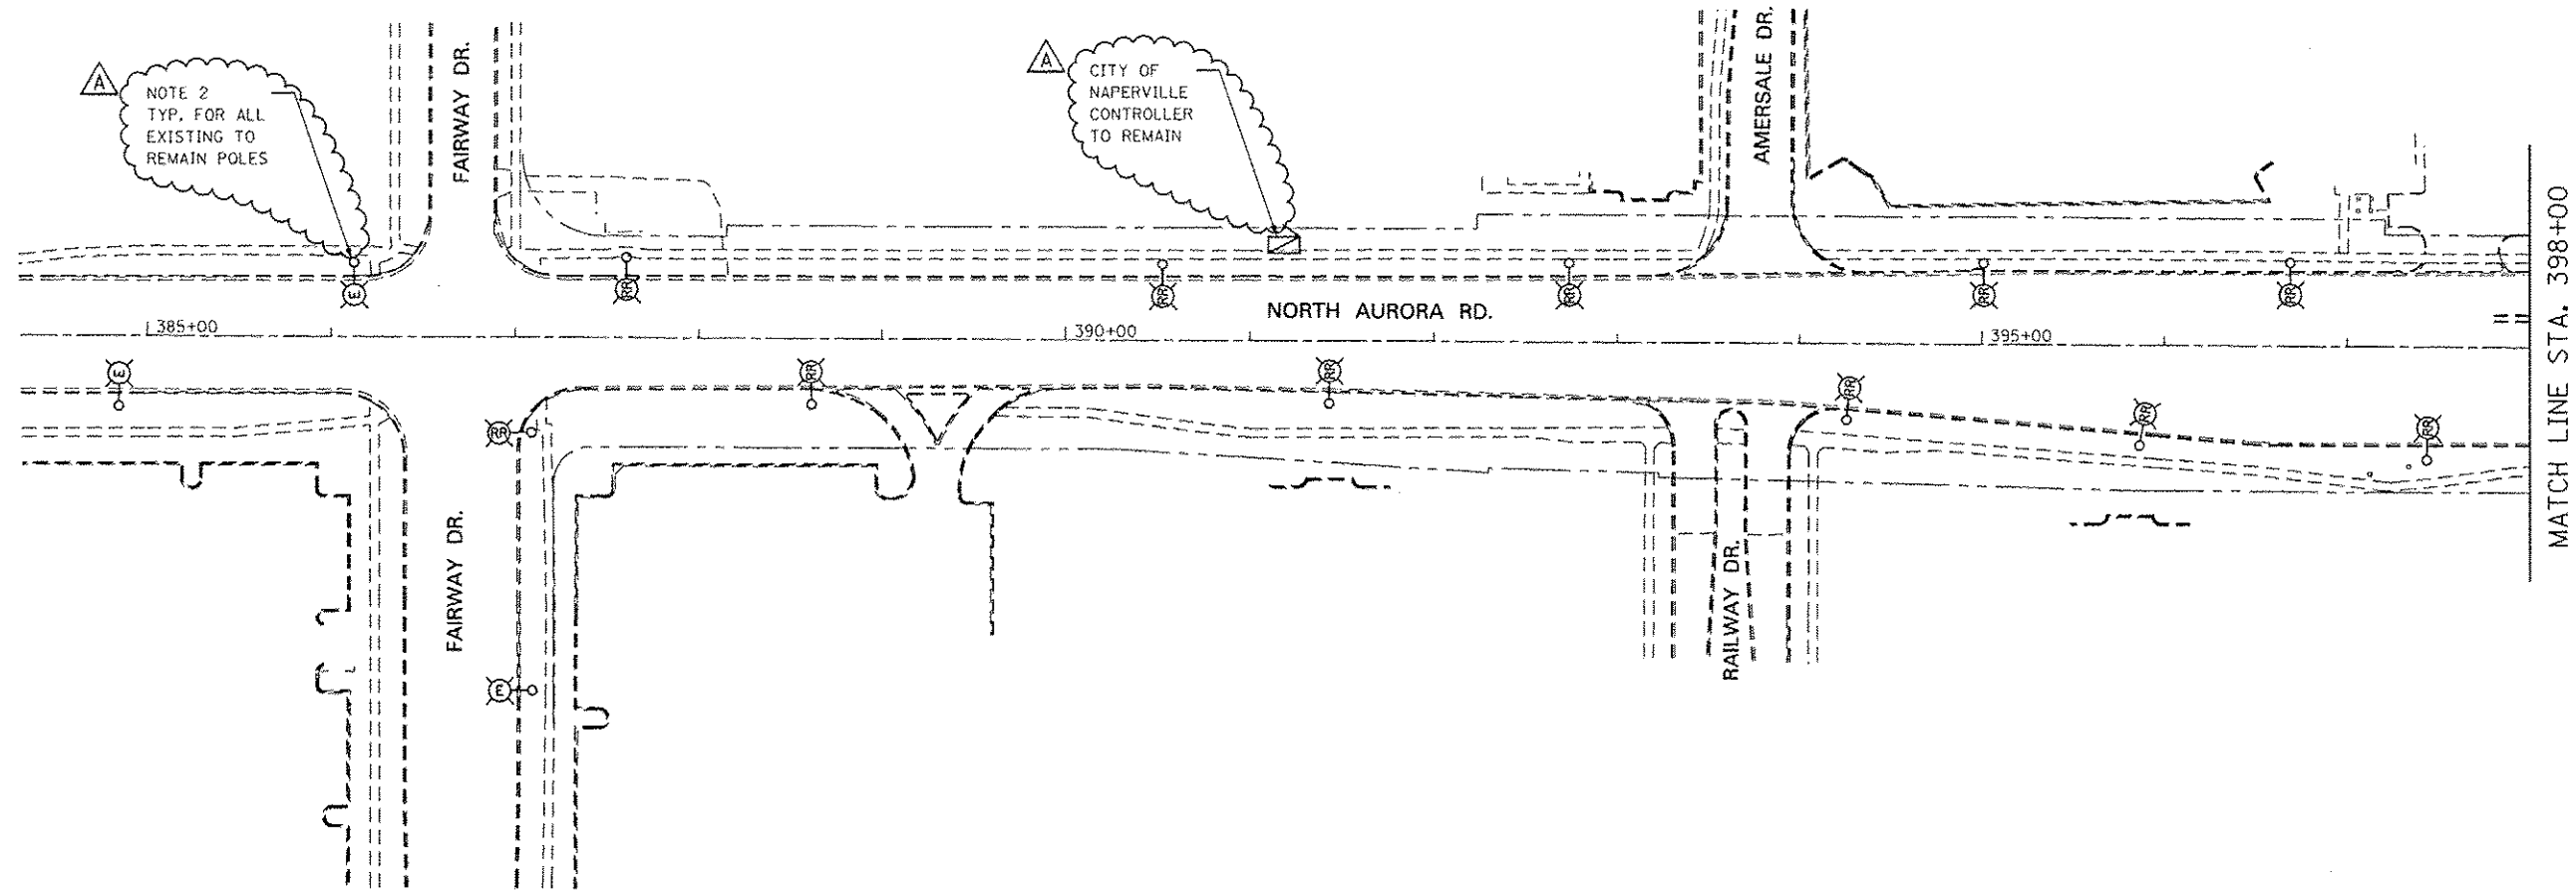 A
NOTE 2
TYP. FOR ALL
EXISTING TO
REMAIN POLES
FAIRWAY DR.
A
CITY OF
NAPERVILLE
CONTROLLER
TO REMAIN
AMERSALE DR.
E
RR
RR
RR
RR
RR
NORTH AURORA RD.
385+00
390+00
395+00
MATCH LINE STA. 398+00
E
RR
RR
RR
RR
RR
RR
FAIRWAY DR.
RAILWAY DR.
E